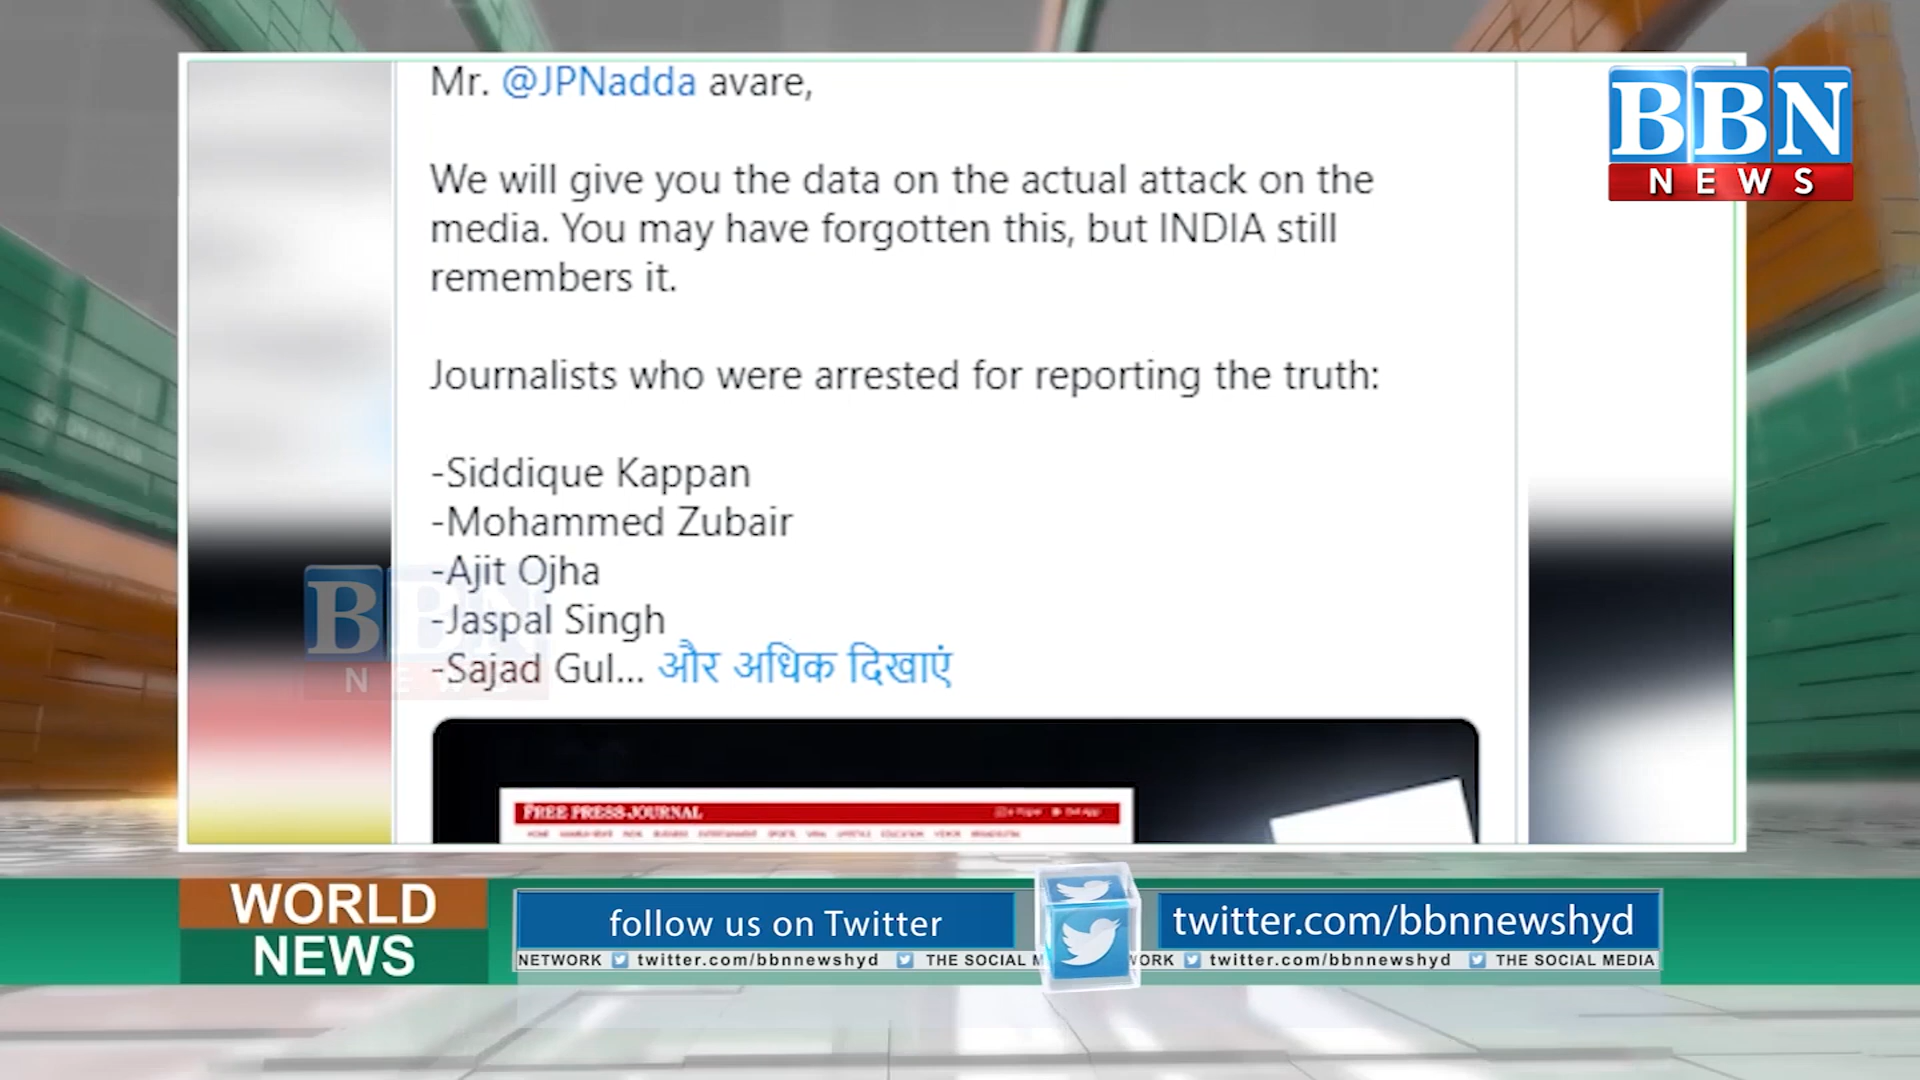 Mr. @JPNadda avare,
We will give you the data on the actual attack on the
media. You may have forgotten this, but INDIA still
remembers it.
Journalists who were arrested for reporting the truth:
-Siddique Kappan
-Mohammed Zubair
-Ajit Ojha
-Jaspal Singh
-Sajad Gul... और अधिक दिखाएं
FREE PRESS JOURNAL
BBN
NEWS
BBN
NEWS
WORLD
NEWS
follow us on Twitter
twitter.com/bbnnewshyd
NETWORK twitter.com/bbnnewshyd THE SOCIAL M
ORK twitter.com/bbnnewshyd THE SOCIAL MEDIA